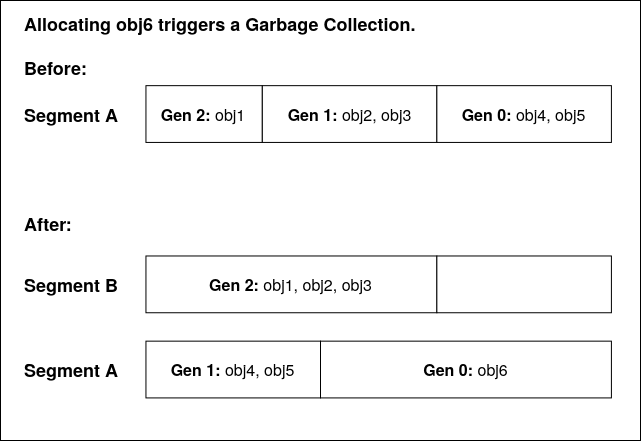 Allocating obj6 triggers a Garbage Collection.
Before:
Segment A
Gen 2: obj1
Gen 1: obj2, obj3
Gen 0: obj4, obj5
After:
Segment B
Gen 2: obj1, obj2, obj3
Segment A
Gen 1: obj4, obj5
Gen 0: obj6